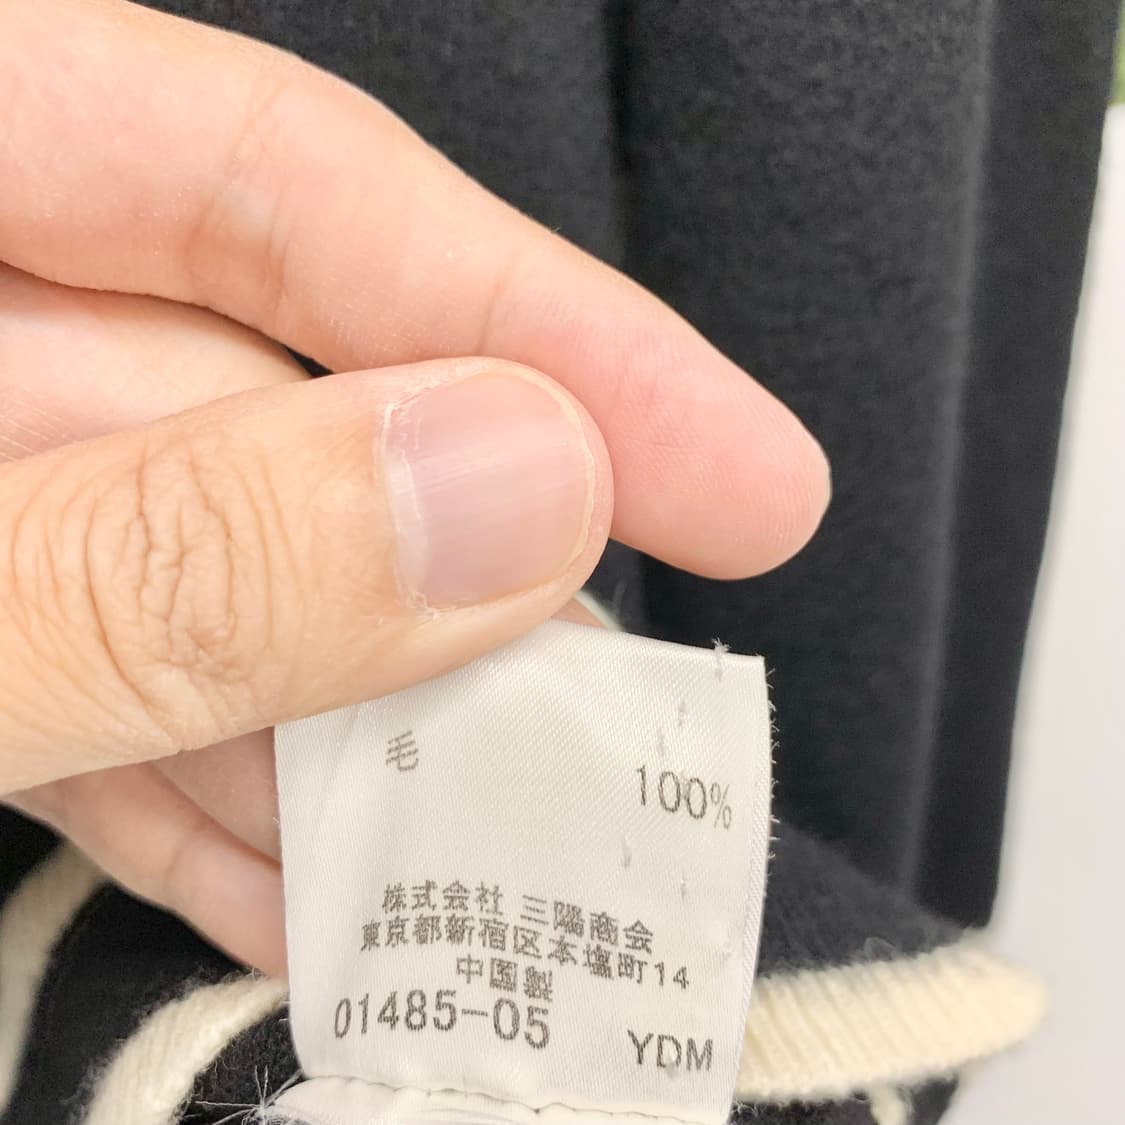 毛
100%
株式会社 三陽商会
東京都新宿区本塩町14
中国製
01485-05
YDM